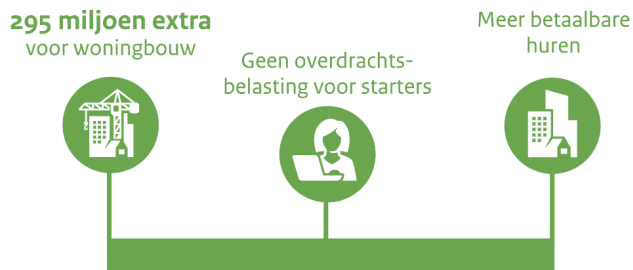 295 miljoen extra
voor woningbouw
Geen overdrachts-
belasting voor starters
Meer betaalbare
huren